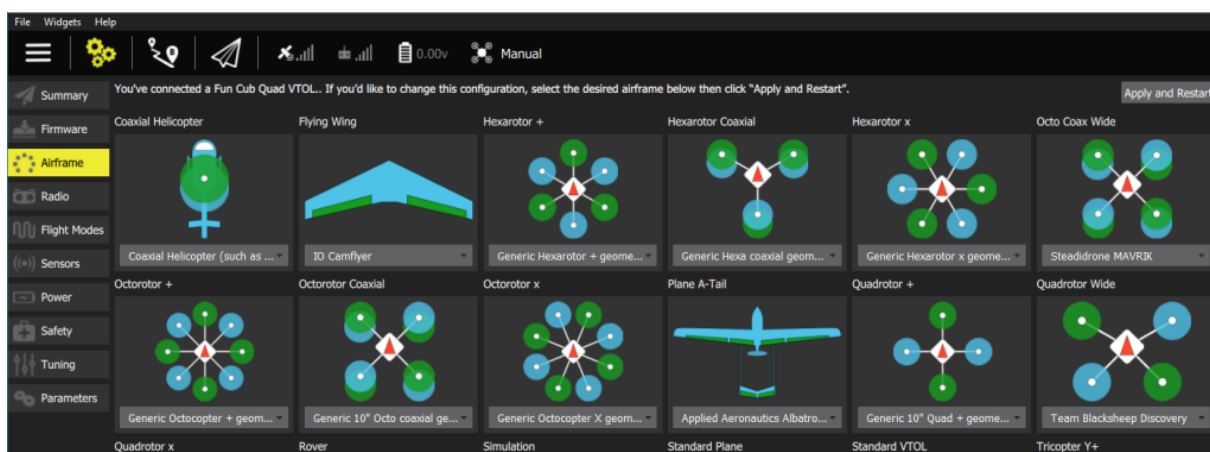 File Widgets Help
0.00v Manual
You've connected a Fun Cub Quad VTOL.. If you'd like to change this configuration, select the desired airframe below then click "Apply and Restart".
Apply and Restart
Summary
Firmware
Airframe
Radio
Flight Modes
Sensors
Power
Safety
Tuning
Parameters
Coaxial Helicopter Flying Wing Hexarotor + Hexarotor Coaxial Hexarotor x Octo Coax Wide
Coaxial Helicopter (such as ... IO Camflyer Generic Hexarotor + geome... Generic Hexa coaxial geom... Generic Hexarotor x geome... Steadidrone MAVRIK
Octorotor + Octorotor Coaxial Octorotor x Plane A-Tail Quadrotor + Quadrotor Wide
Generic Octocopter + geom... Generic 10" Octo coaxial ge... Generic Octocopter X geom... Applied Aeronautics Albatro... Generic 10" Quad + geome... Team Blacksheep Discovery
Quadrotor x Rover Simulation Standard Plane Standard VTOL Tricopter Y+